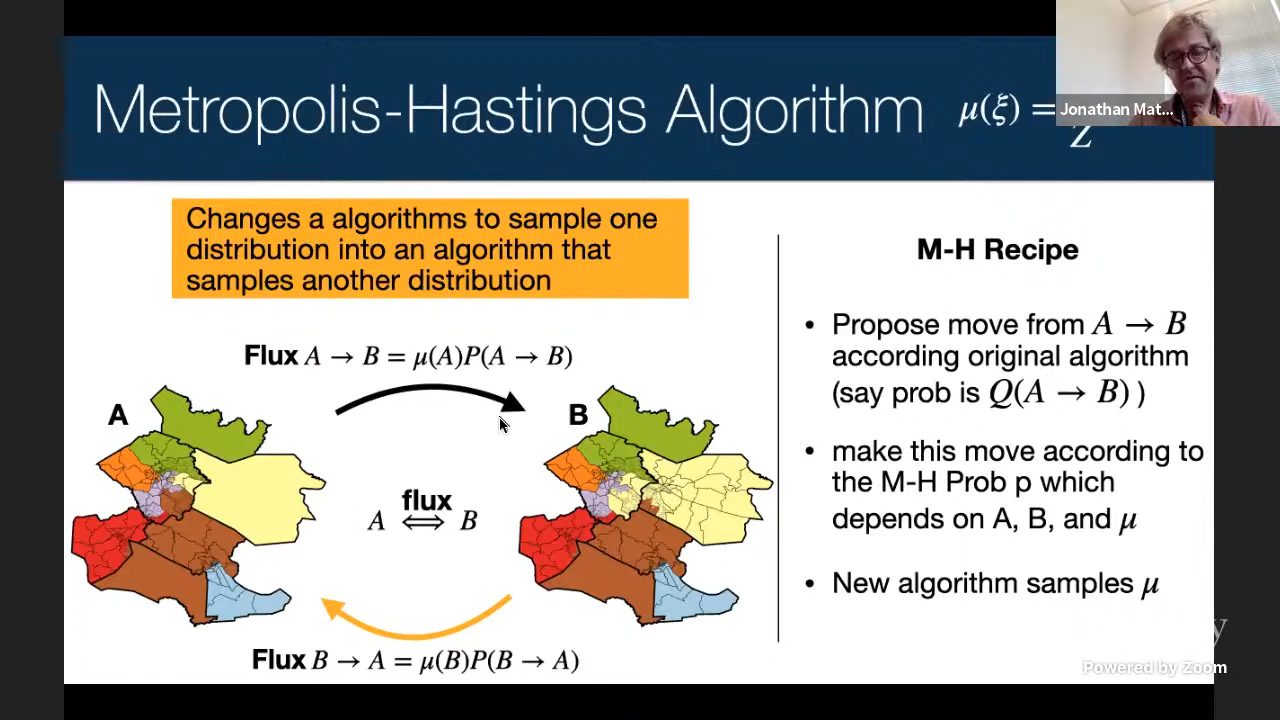 Metropolis-Hastings Algorithm μ(ξ) =
Z
Jonathan Mat...
Changes a algorithms to sample one
distribution into an algorithm that
samples another distribution
Flux A → B = μ(A)P(A → B)
A
B
flux
A ⟺ B
Flux B → A = μ(B)P(B → A)
M-H Recipe
• Propose move from A → B
according original algorithm
(say prob is Q(A → B) )
• make this move according to
the M-H Prob p which
depends on A, B, and μ
• New algorithm samples μ
y
Powered by Zoom